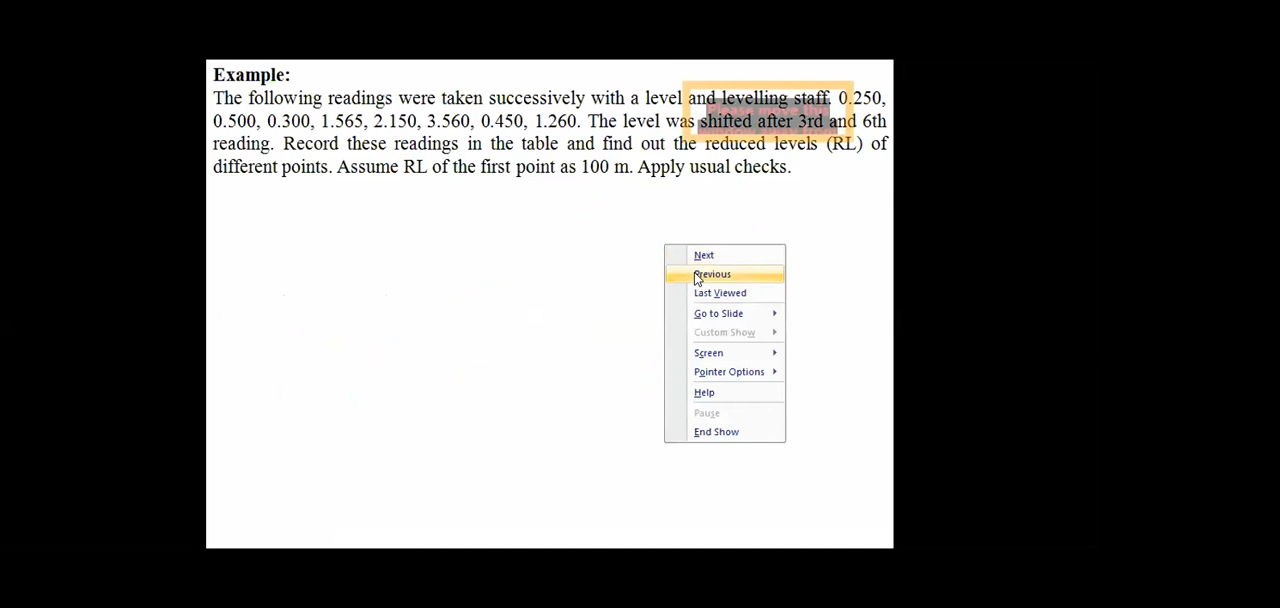 Example:
The following readings were taken successively with a level and levelling staff. 0.250,
0.500, 0.300, 1.565, 2.150, 3.560, 0.450, 1.260. The level was shifted after 3rd and 6th
reading. Record these readings in the table and find out the reduced levels (RL) of
different points. Assume RL of the first point as 100 m. Apply usual checks.
Please move this
Next
Previous
Last Viewed
Go to Slide
Custom Show
Screen
Pointer Options
Help
Pause
End Show